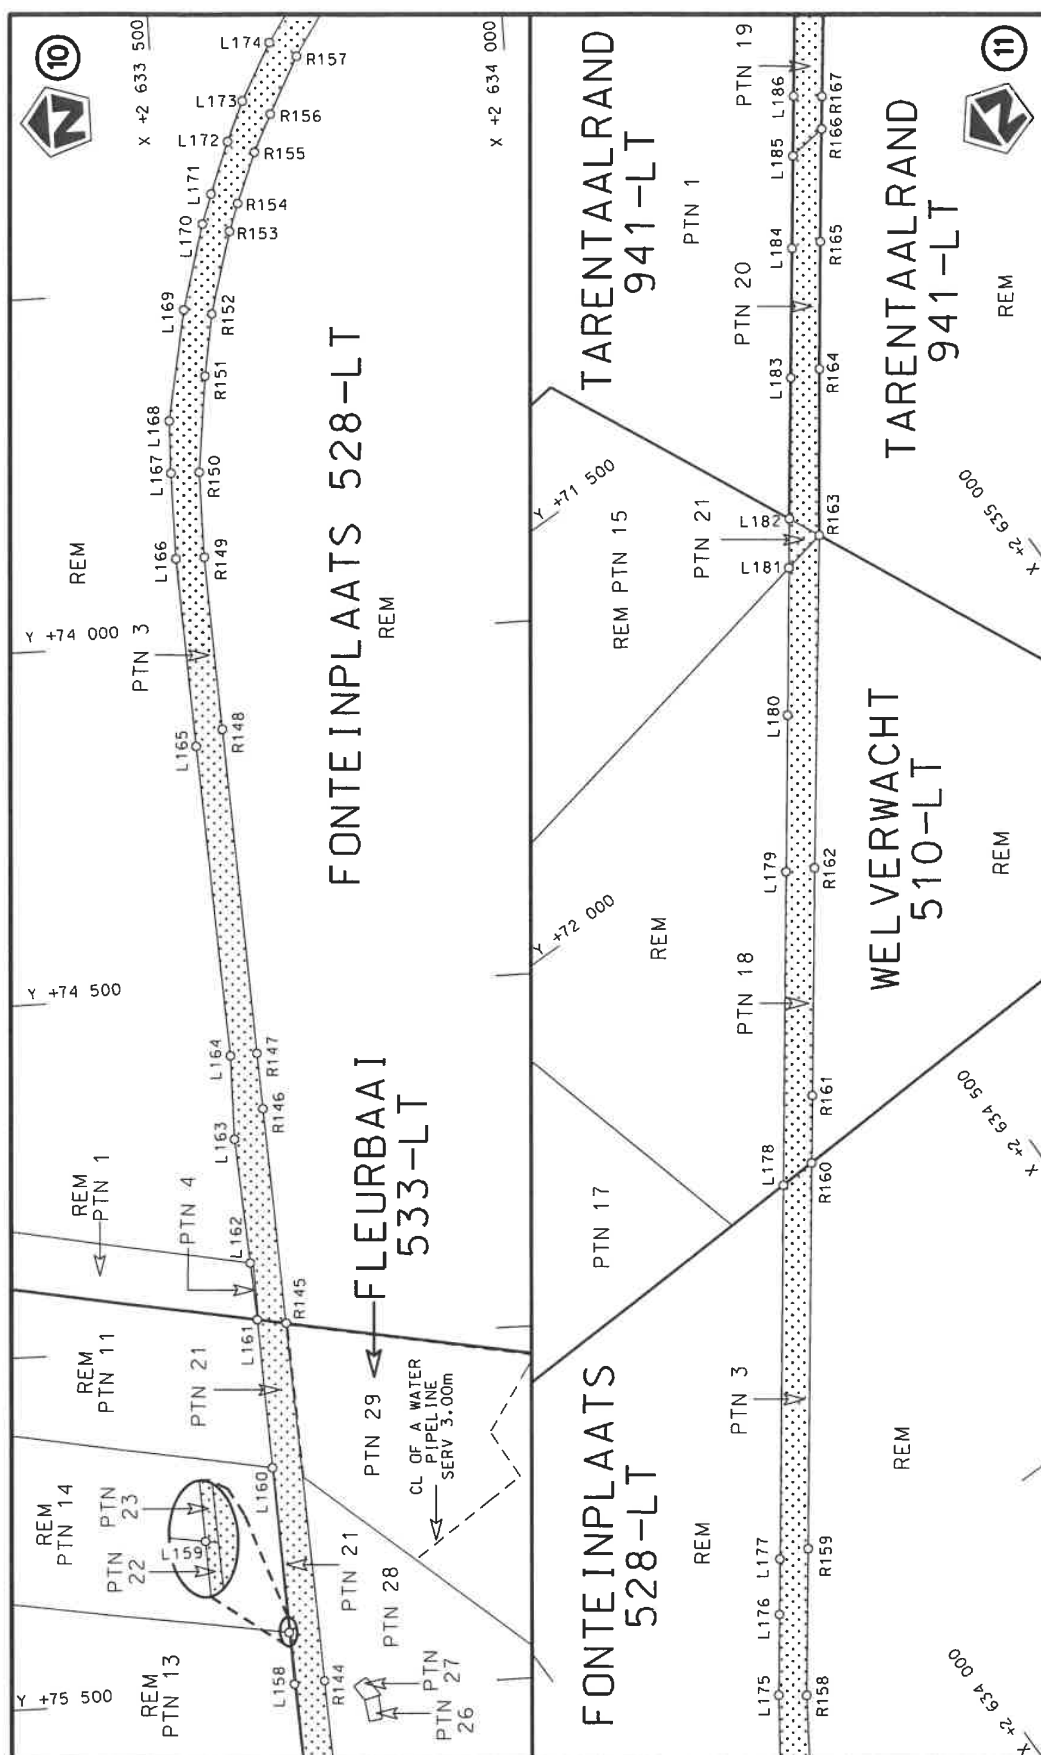 10
X +2 633 500
X +2 634 000
L174
R157
L173
R156
L172
R155
L171
R154
L170
R153
L169
R152
R151
L168
L167
R150
L166
R149
REM
Y +74 000
PTN 3
FONTEINPLAATS 528-LT
REM
L165
R148
Y +74 500
L164
R147
L163
R146
REM
PTN 1
PTN 4
L162
FLEURBAAI
533-LT
L161
R145
REM
PTN 11
PTN 21
PTN 29
CL OF A WATER
PIPELINE
SERV 3.00m
L160
REM
PTN 14
PTN
23
PTN
22
L159
PTN 21
PTN 28
L158
R144
REM
PTN 13
Y +75 500
PTN
27
PTN
26
11
TARENTAALRAND
941-LT
PTN 1
PTN 19
L186
R167
L185
R166
TARENTAALRAND
941-LT
REM
L184
R165
PTN 20
L183
R164
Y +71 500
REM PTN 15
PTN 21
L182
R163
L181
X +2 635 000
L180
WELVERWACHT
510-LT
REM
L179
R162
Y +72 000
REM
PTN 18
R161
X +2 634 500
L178
R160
PTN 17
FONTEINPLAATS
528-LT
REM
PTN 3
REM
L177
R159
L176
L175
R158
X +2 634 000